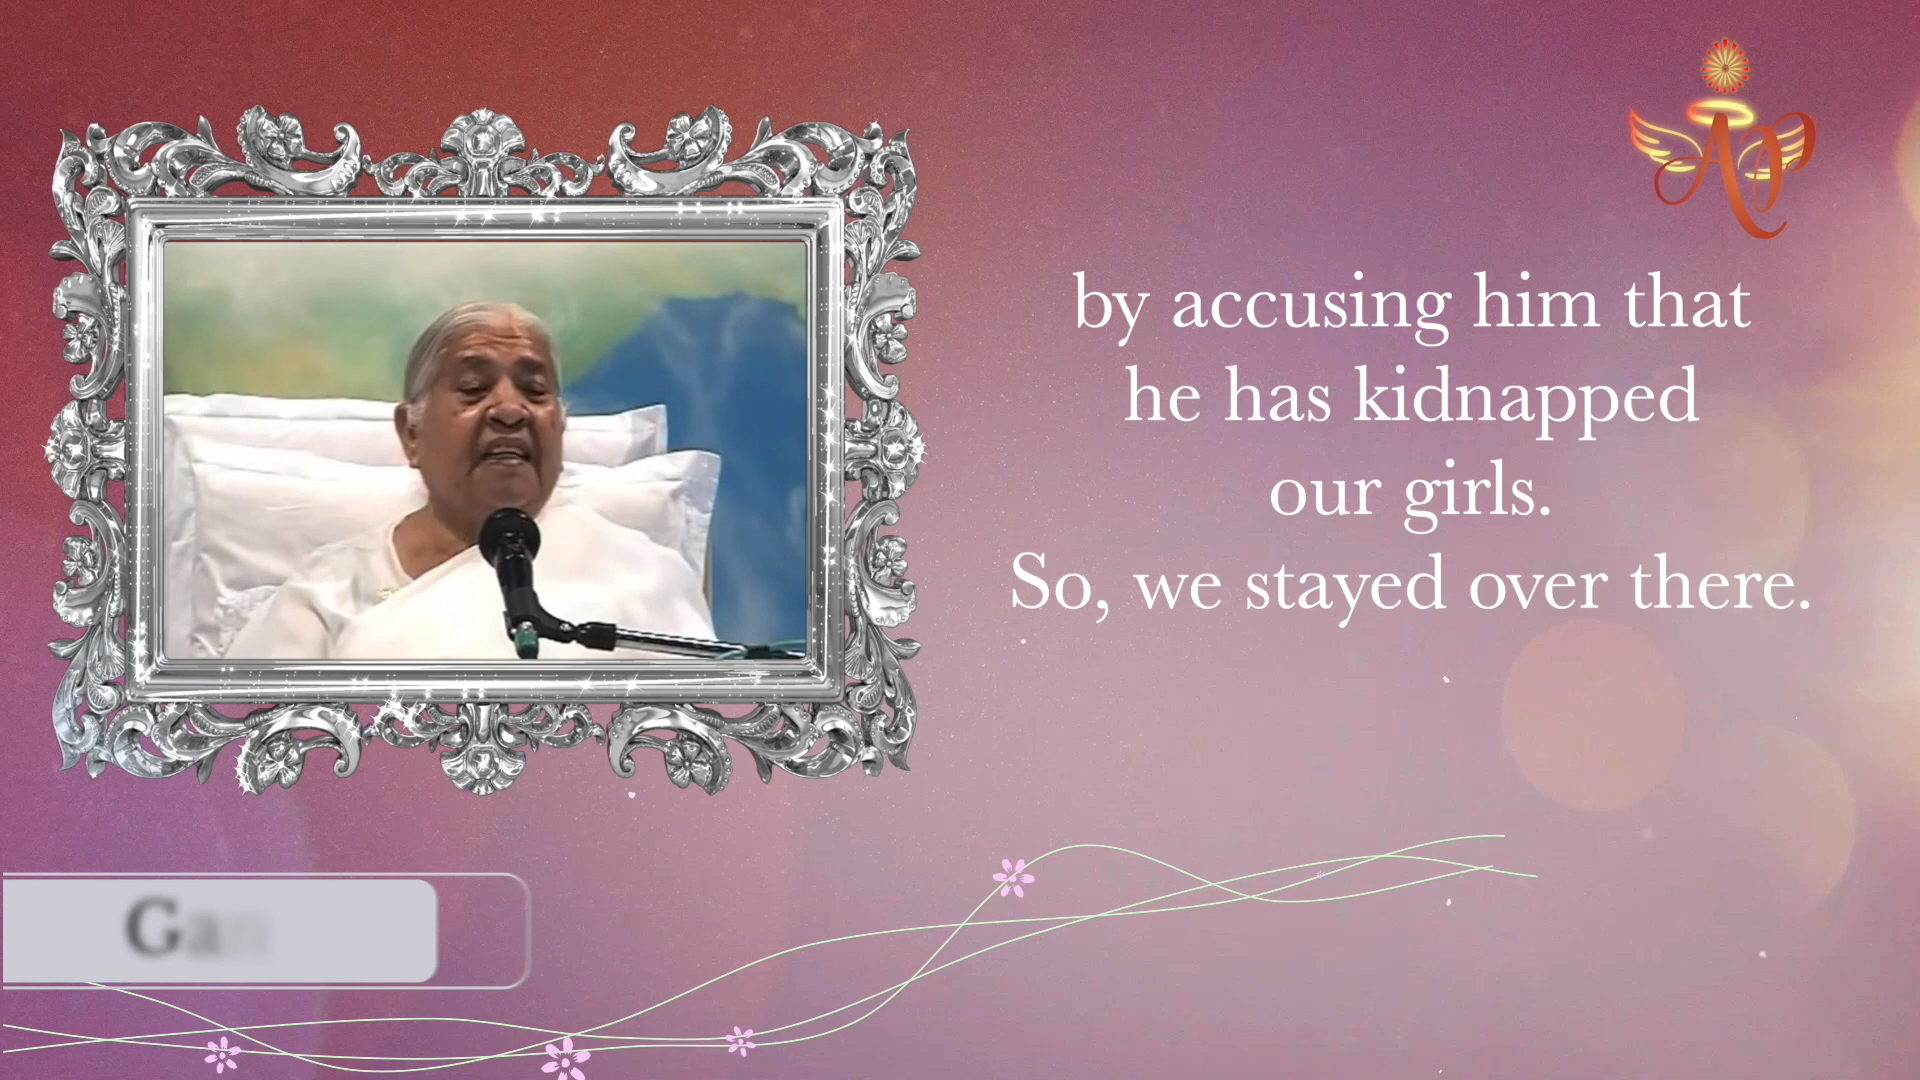 by accusing him that
he has kidnapped
our girls.
So, we stayed over there.